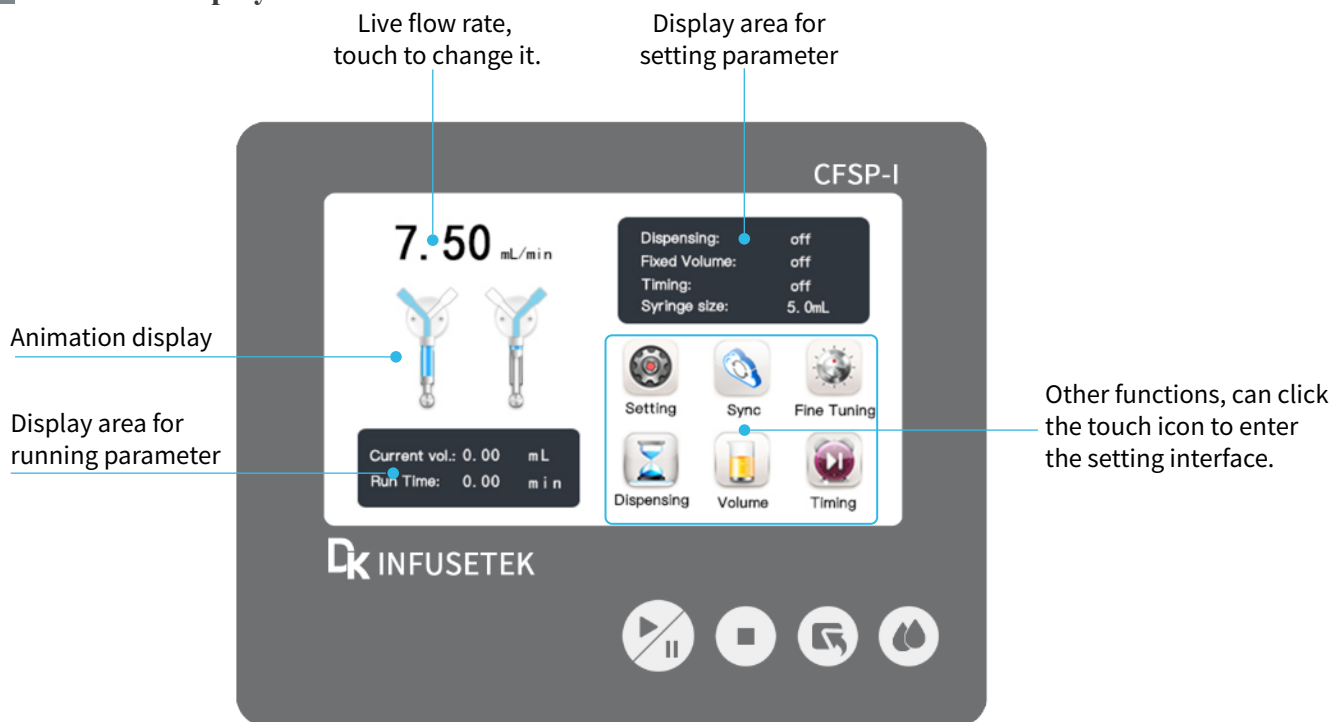 Live flow rate,
touch to change it.
Display area for
setting parameter
CFSP-I
7.50 mL/min
Dispensing: off
Fixed Volume: off
Timing: off
Syringe size: 5.0mL
Animation display
Setting
Sync
Fine Tuning
Other functions, can click
the touch icon to enter
the setting interface.
Display area for
running parameter
Current vol.: 0.00 mL
Run Time: 0.00 min
Dispensing
Volume
Timing
DK INFUSETEK